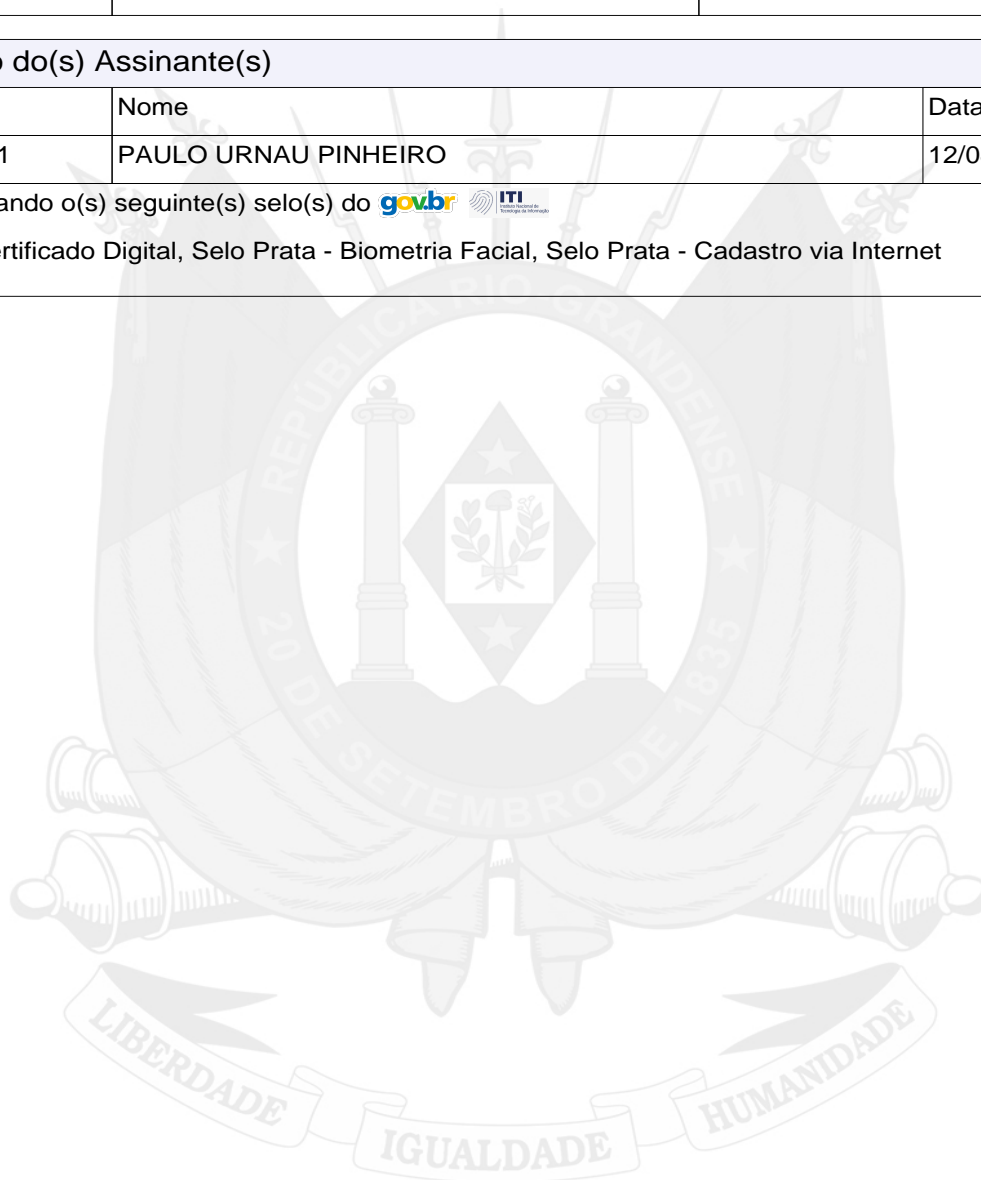 o do(s) Assinante(s)
Nome Data
1 PAULO URNAU PINHEIRO 12/0
ando o(s) seguinte(s) selo(s) do gov.br ITI
rtificado Digital, Selo Prata - Biometria Facial, Selo Prata - Cadastro via Internet
REPÚBLICA RIO GRANDENSE
20 DE SETEMBRO DE 1835
LIBERDADE IGUALDADE HUMANIDADE